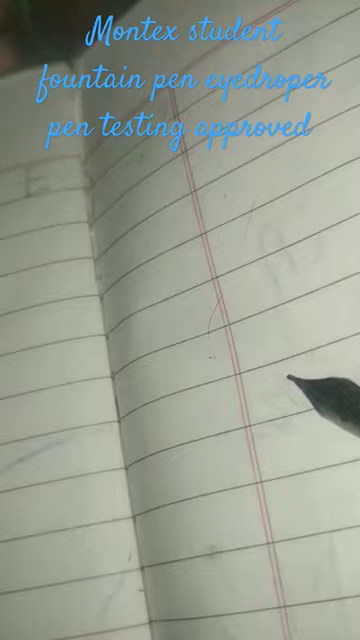 Montex student
fountain pen eyedroper
pen testing approved